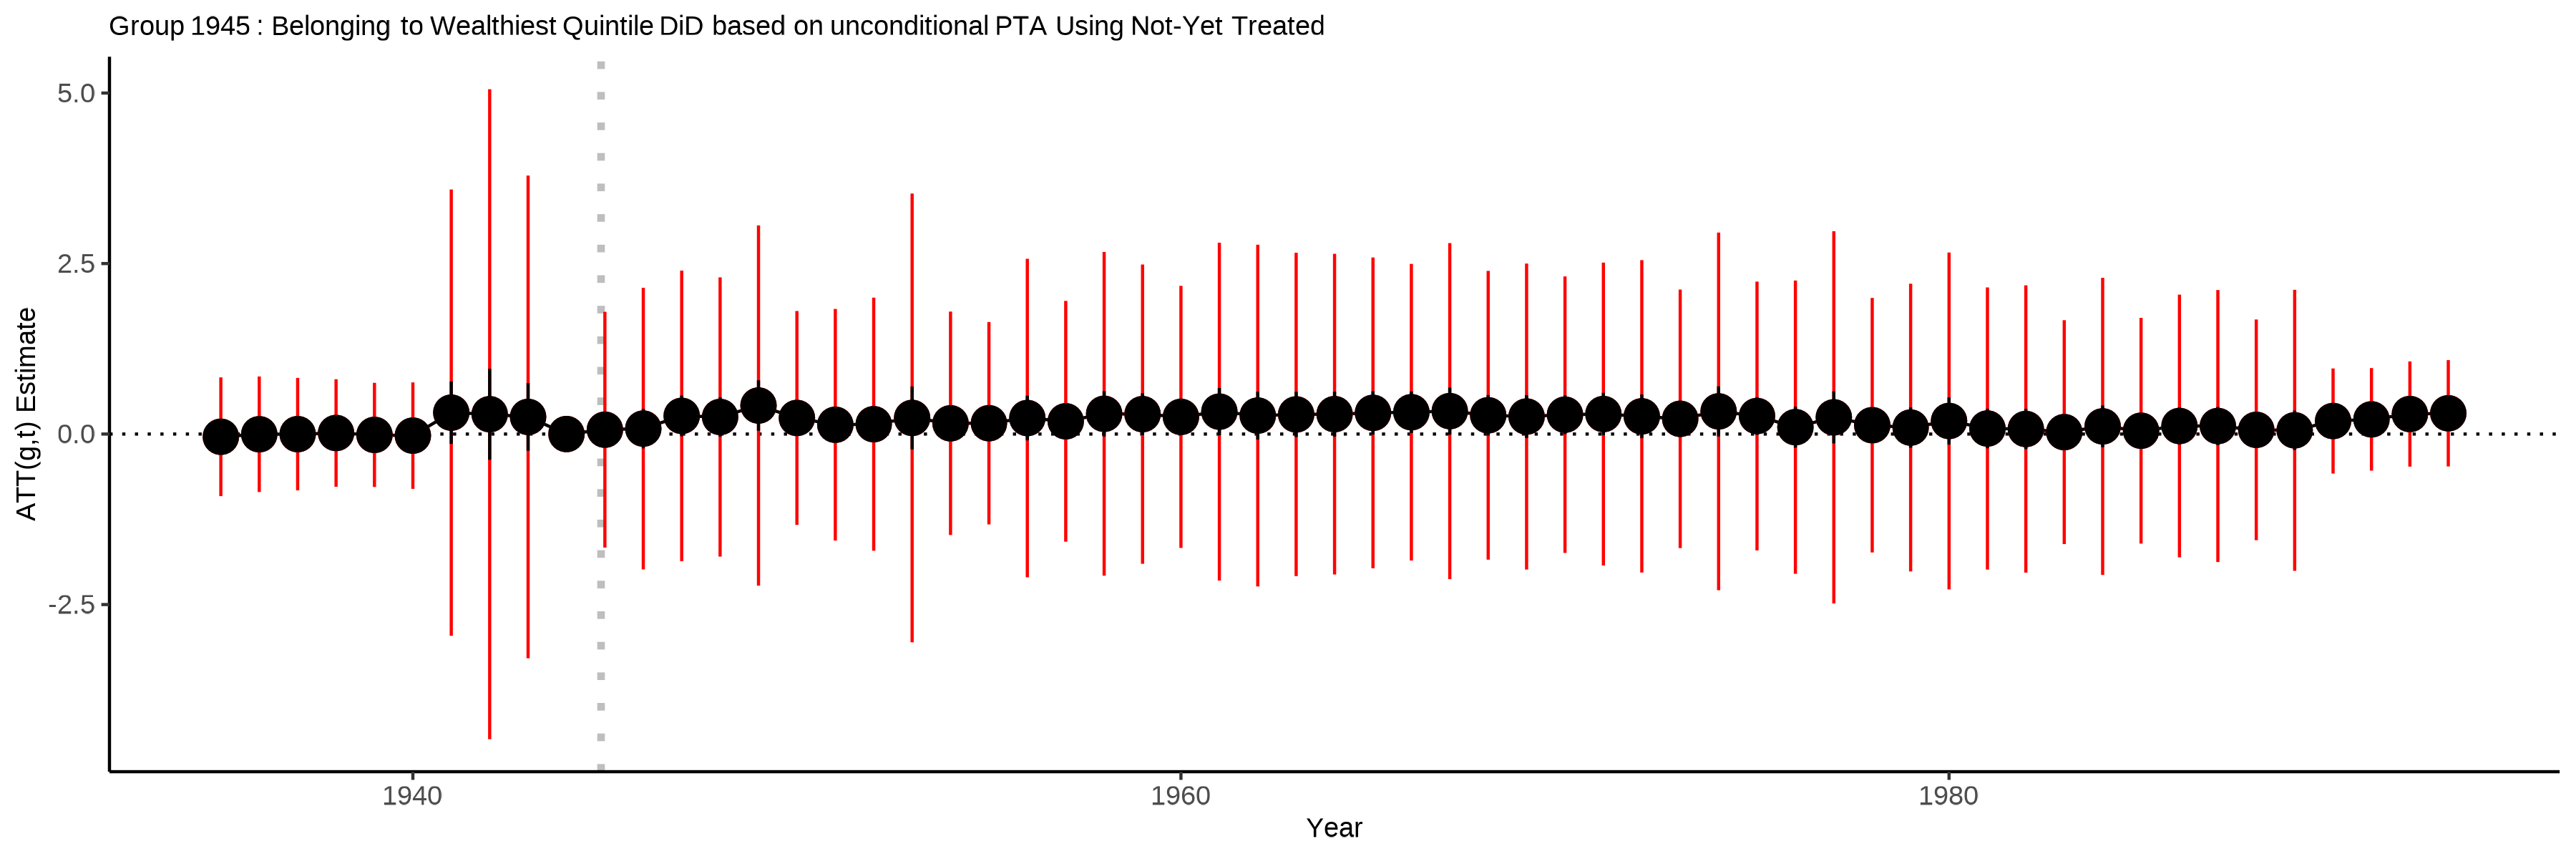 Group 1945 : Belonging to Wealthiest Quintile DiD based on unconditional PTA Using Not-Yet Treated
5.0
2.5
0.0
-2.5
ATT(g,t) Estimate
1940
1960
1980
Year